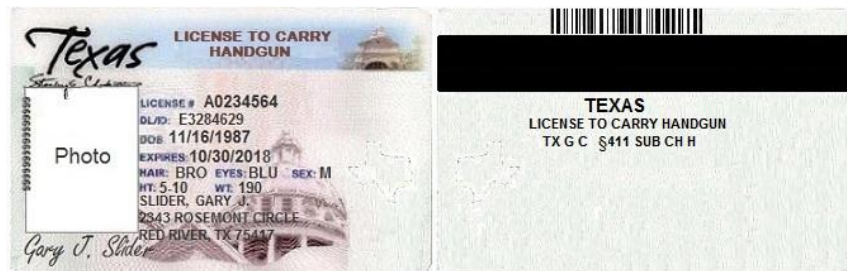 Texas
LICENSE TO CARRY
HANDGUN
LICENSE # A0234564
DL/ID: E3284629
DOB 11/16/1987
EXPIRES: 10/30/2018
HAIR: BRO EYES: BLU SEX: M
HT: 5-10 WT: 190
SLIDER, GARY J.
2343 ROSEMONT CIRCLE
RED RIVER, TX 75417
Photo
Gary J. Slider
TEXAS
LICENSE TO CARRY HANDGUN
TX G C §411 SUB CH H